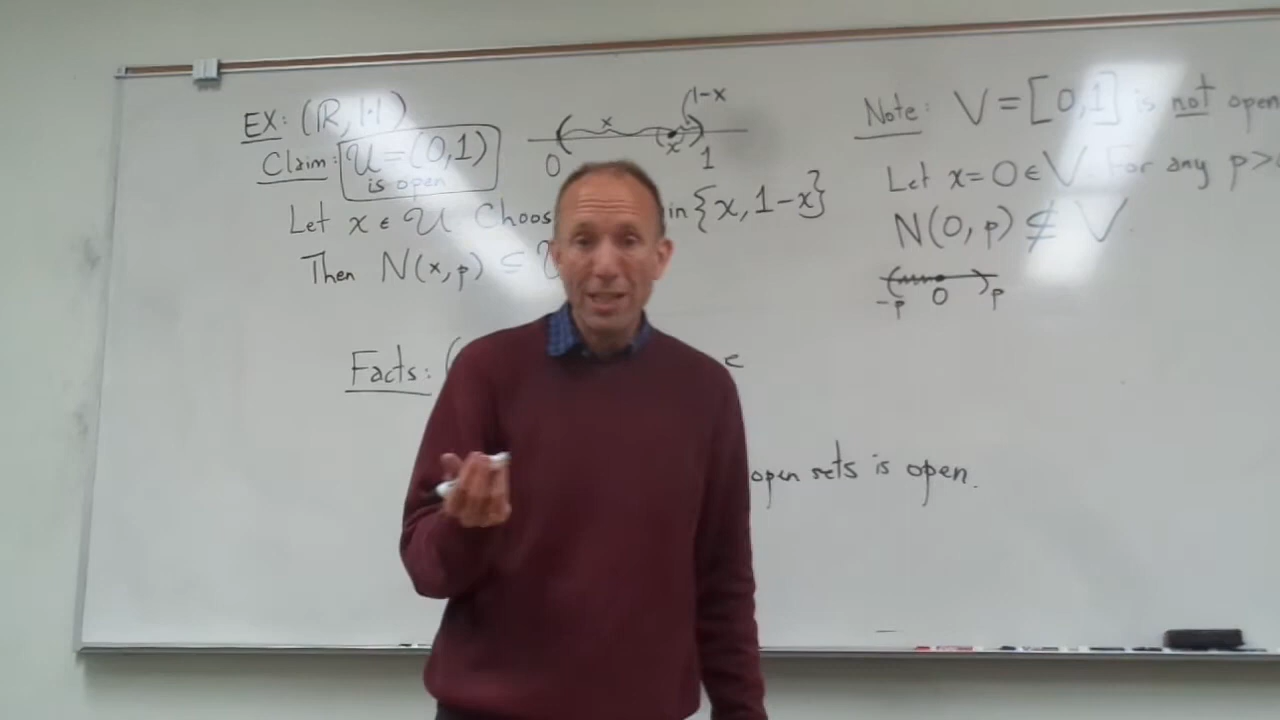 EX: (ℝ, |·|)
Claim: 𝒰 = (0,1)
is open
Let x ∈ 𝒰 Choos in {x, 1-x}
Then N(x, p) ⊆
x
1-x
0
x
1
Facts: (
open sets is open.
Note: V = [0,1] is not open
Let x = 0 ∈ V. For any p >
N(0, p) ⊈ V.
-p 0 p